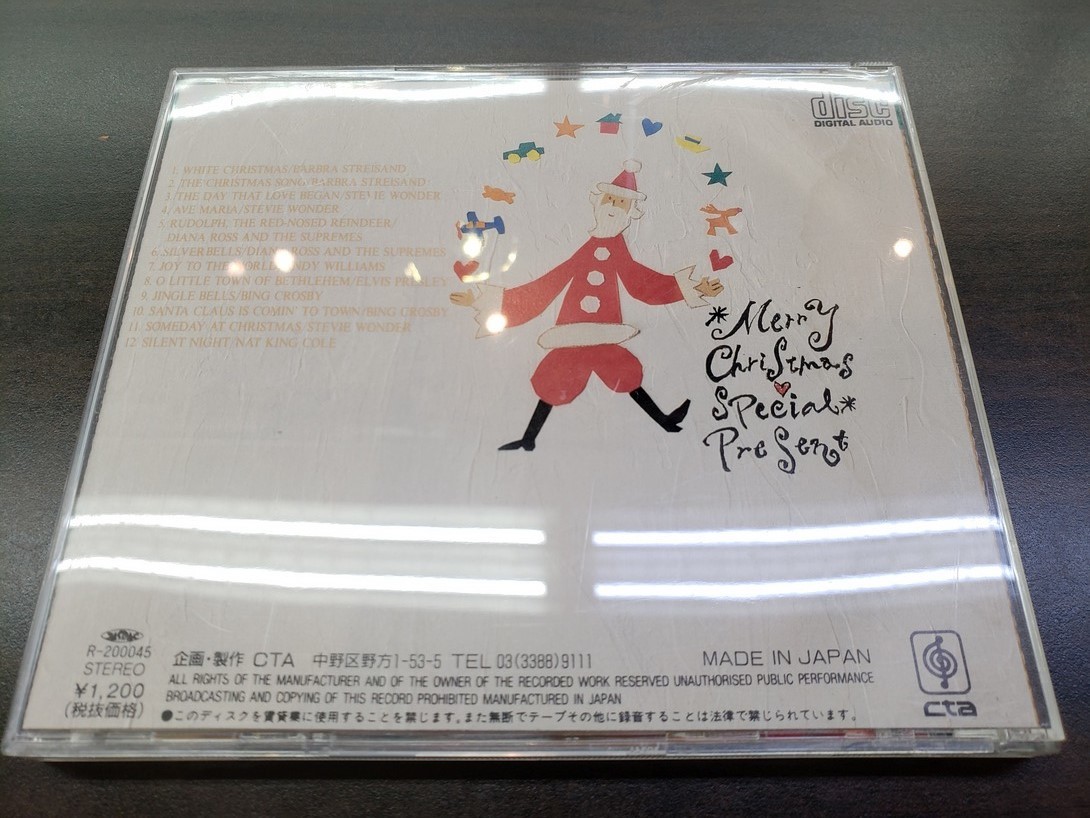 disc
DIGITAL AUDIO
1. WHITE CHRISTMAS/BARBRA STREISAND
2. THE CHRISTMAS SONG/BARBRA STREISAND
3. THE DAY THAT LOVE BEGAN/STEVIE WONDER
4. AVE MARIA/STEVIE WONDER
5. RUDOLPH, THE RED-NOSED REINDEER/
DIANA ROSS AND THE SUPREMES
6. SILVER BELLS/DIANA ROSS AND THE SUPREMES
7. JOY TO THE WORLD/ANDY WILLIAMS
8. O LITTLE TOWN OF BETHLEHEM/ELVIS PRESLEY
9. JINGLE BELLS/BING CROSBY
10. SANTA CLAUS IS COMIN' TO TOWN/BING CROSBY
11. SOMEDAY AT CHRISTMAS/STEVIE WONDER
12. SILENT NIGHT/NAT KING COLE
*Merry
Christmas
Special*
Present
R-200045
STEREO
¥1,200
(税抜価格)
企画・製作 CTA 中野区野方1-53-5 TEL 03(3388)9111
MADE IN JAPAN
ALL RIGHTS OF THE MANUFACTURER AND OF THE OWNER OF THE RECORDED WORK RESERVED UNAUTHORISED PUBLIC PERFORMANCE
BROADCASTING AND COPYING OF THIS RECORD PROHIBITED MANUFACTURED IN JAPAN
●このディスクを賃貸業に使用することを禁じます。また無断でテープその他に録音することは法律で禁じられています。
cta